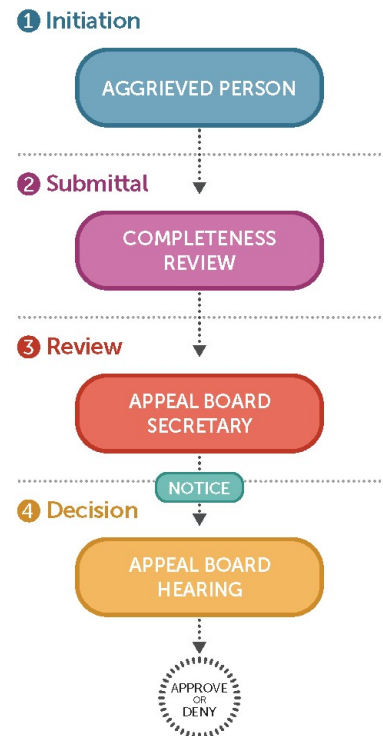 1 Initiation
AGGRIEVED PERSON
2 Submittal
COMPLETENESS
REVIEW
3 Review
APPEAL BOARD
SECRETARY
NOTICE
4 Decision
APPEAL BOARD
HEARING
APPROVE
OR
DENY